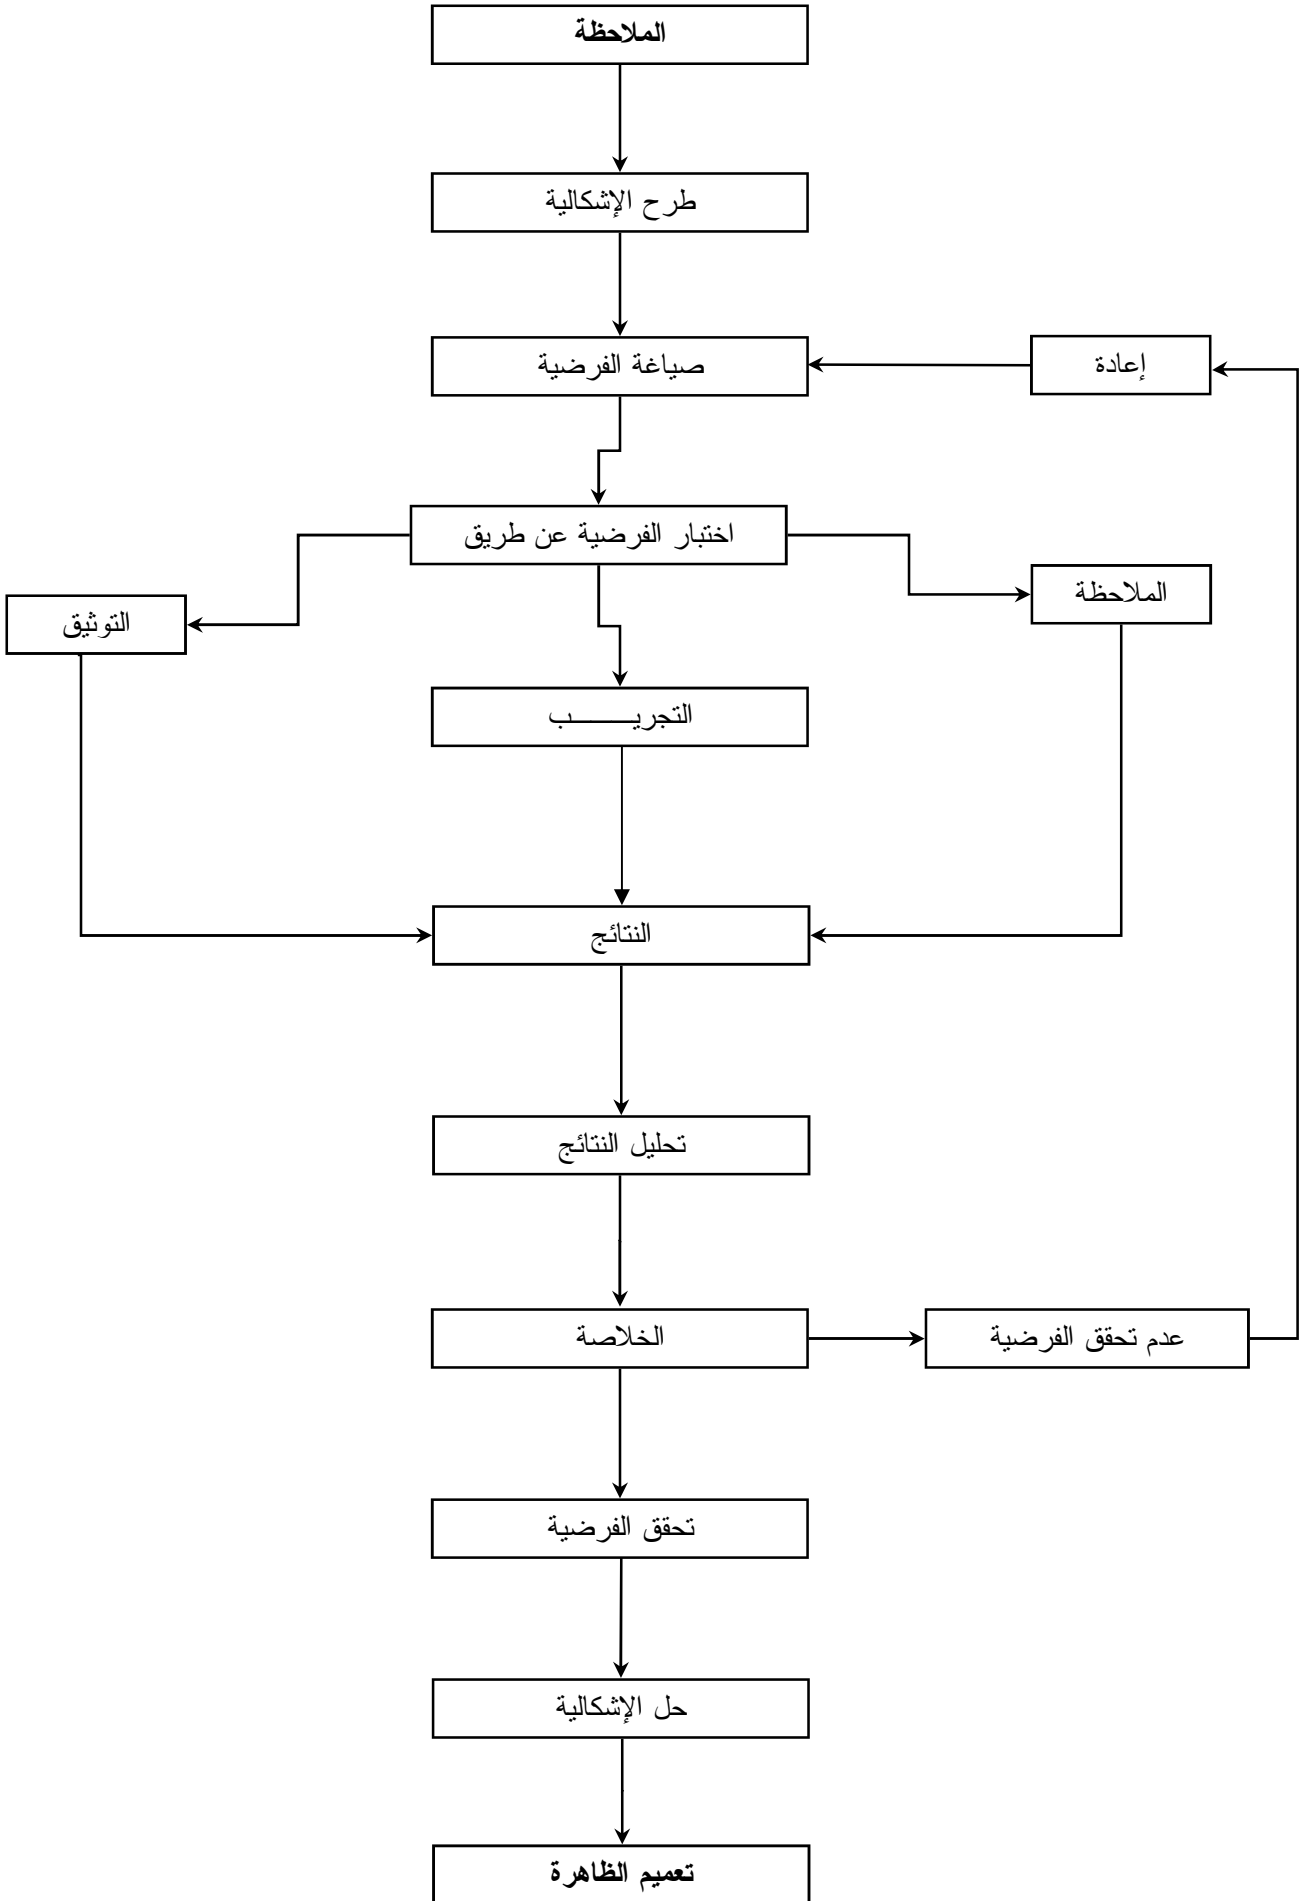 الملاحظة
طرح الإشكالية
صياغة الفرضية
إعادة
اختبار الفرضية عن طريق
الملاحظة
التوثيق
التجريـــــــب
النتائج
تحليل النتائج
الخلاصة
عدم تحقق الفرضية
تحقق الفرضية
حل الإشكالية
تعميم الظاهرة